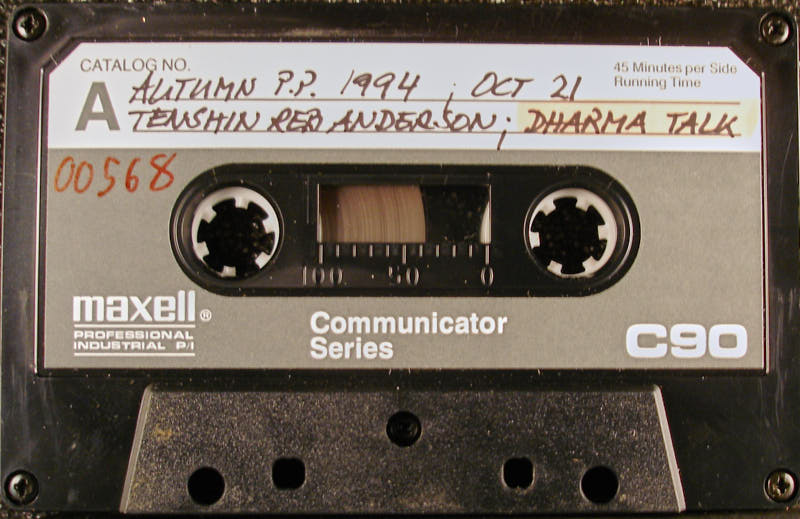 CATALOG NO.
45 Minutes per Side
Running Time
A
AUTUMN P.P. 1994 ; OCT 21
TENSHIN REB ANDERSON; DHARMA TALK
00568
100 50 0
maxell®
PROFESSIONAL
INDUSTRIAL P/I
Communicator
Series
C90